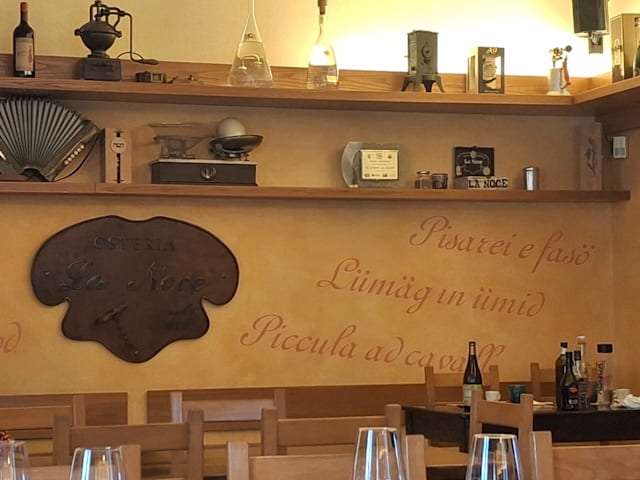 LA NOCE
OSTERIA
La Noce
Pisarei e fasö
Lümäg in ümid
Piccula ad cavall